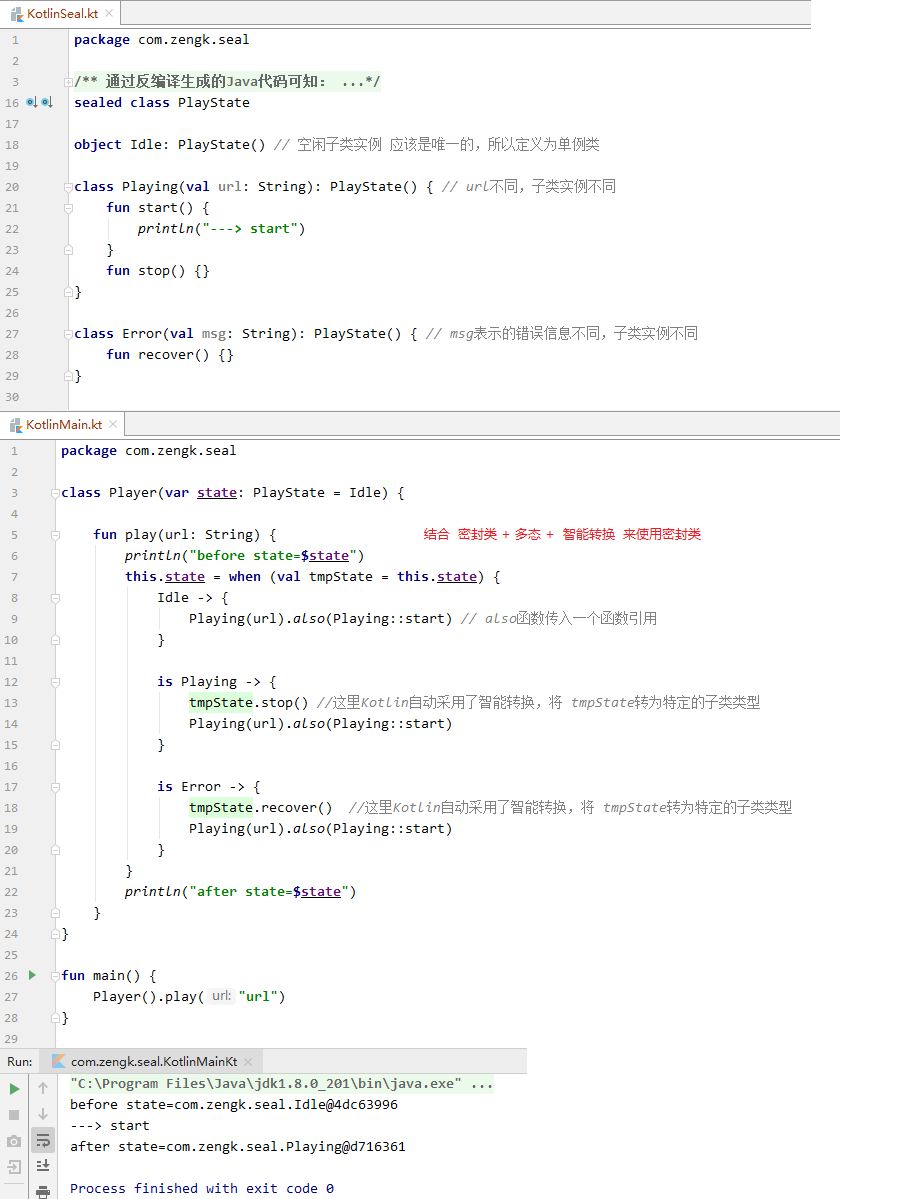 KotlinSeal.kt
1 package com.zengk.seal
2
3 /** 通过反编译生成的Java代码可知: ...*/
16 sealed class PlayState
17
18 object Idle: PlayState() // 空闲子类实例 应该是唯一的，所以定义为单例类
19
20 class Playing(val url: String): PlayState() { // url不同，子类实例不同
21 fun start() {
22 println("---> start")
23 }
24 fun stop() {}
25 }
26
27 class Error(val msg: String): PlayState() { // msg表示的错误信息不同，子类实例不同
28 fun recover() {}
29 }
30
KotlinMain.kt
1 package com.zengk.seal
2
3 class Player(var state: PlayState = Idle) {
4
5 fun play(url: String) { 结合 密封类 + 多态 + 智能转换 来使用密封类
6 println("before state=$state")
7 this.state = when (val tmpState = this.state) {
8 Idle -> {
9 Playing(url).also(Playing::start) // also函数传入一个函数引用
10 }
11
12 is Playing -> {
13 tmpState.stop() //这里Kotlin自动采用了智能转换，将 tmpState转为特定的子类类型
14 Playing(url).also(Playing::start)
15 }
16
17 is Error -> {
18 tmpState.recover() //这里Kotlin自动采用了智能转换，将 tmpState转为特定的子类类型
19 Playing(url).also(Playing::start)
20 }
21 }
22 println("after state=$state")
23 }
24 }
25
26 fun main() {
27 Player().play( url: "url")
28 }
29
Run: com.zengk.seal.KotlinMainKt
"C:\Program Files\Java\jdk1.8.0_201\bin\java.exe" ...
before state=com.zengk.seal.Idle@4dc63996
---> start
after state=com.zengk.seal.Playing@d716361
Process finished with exit code 0